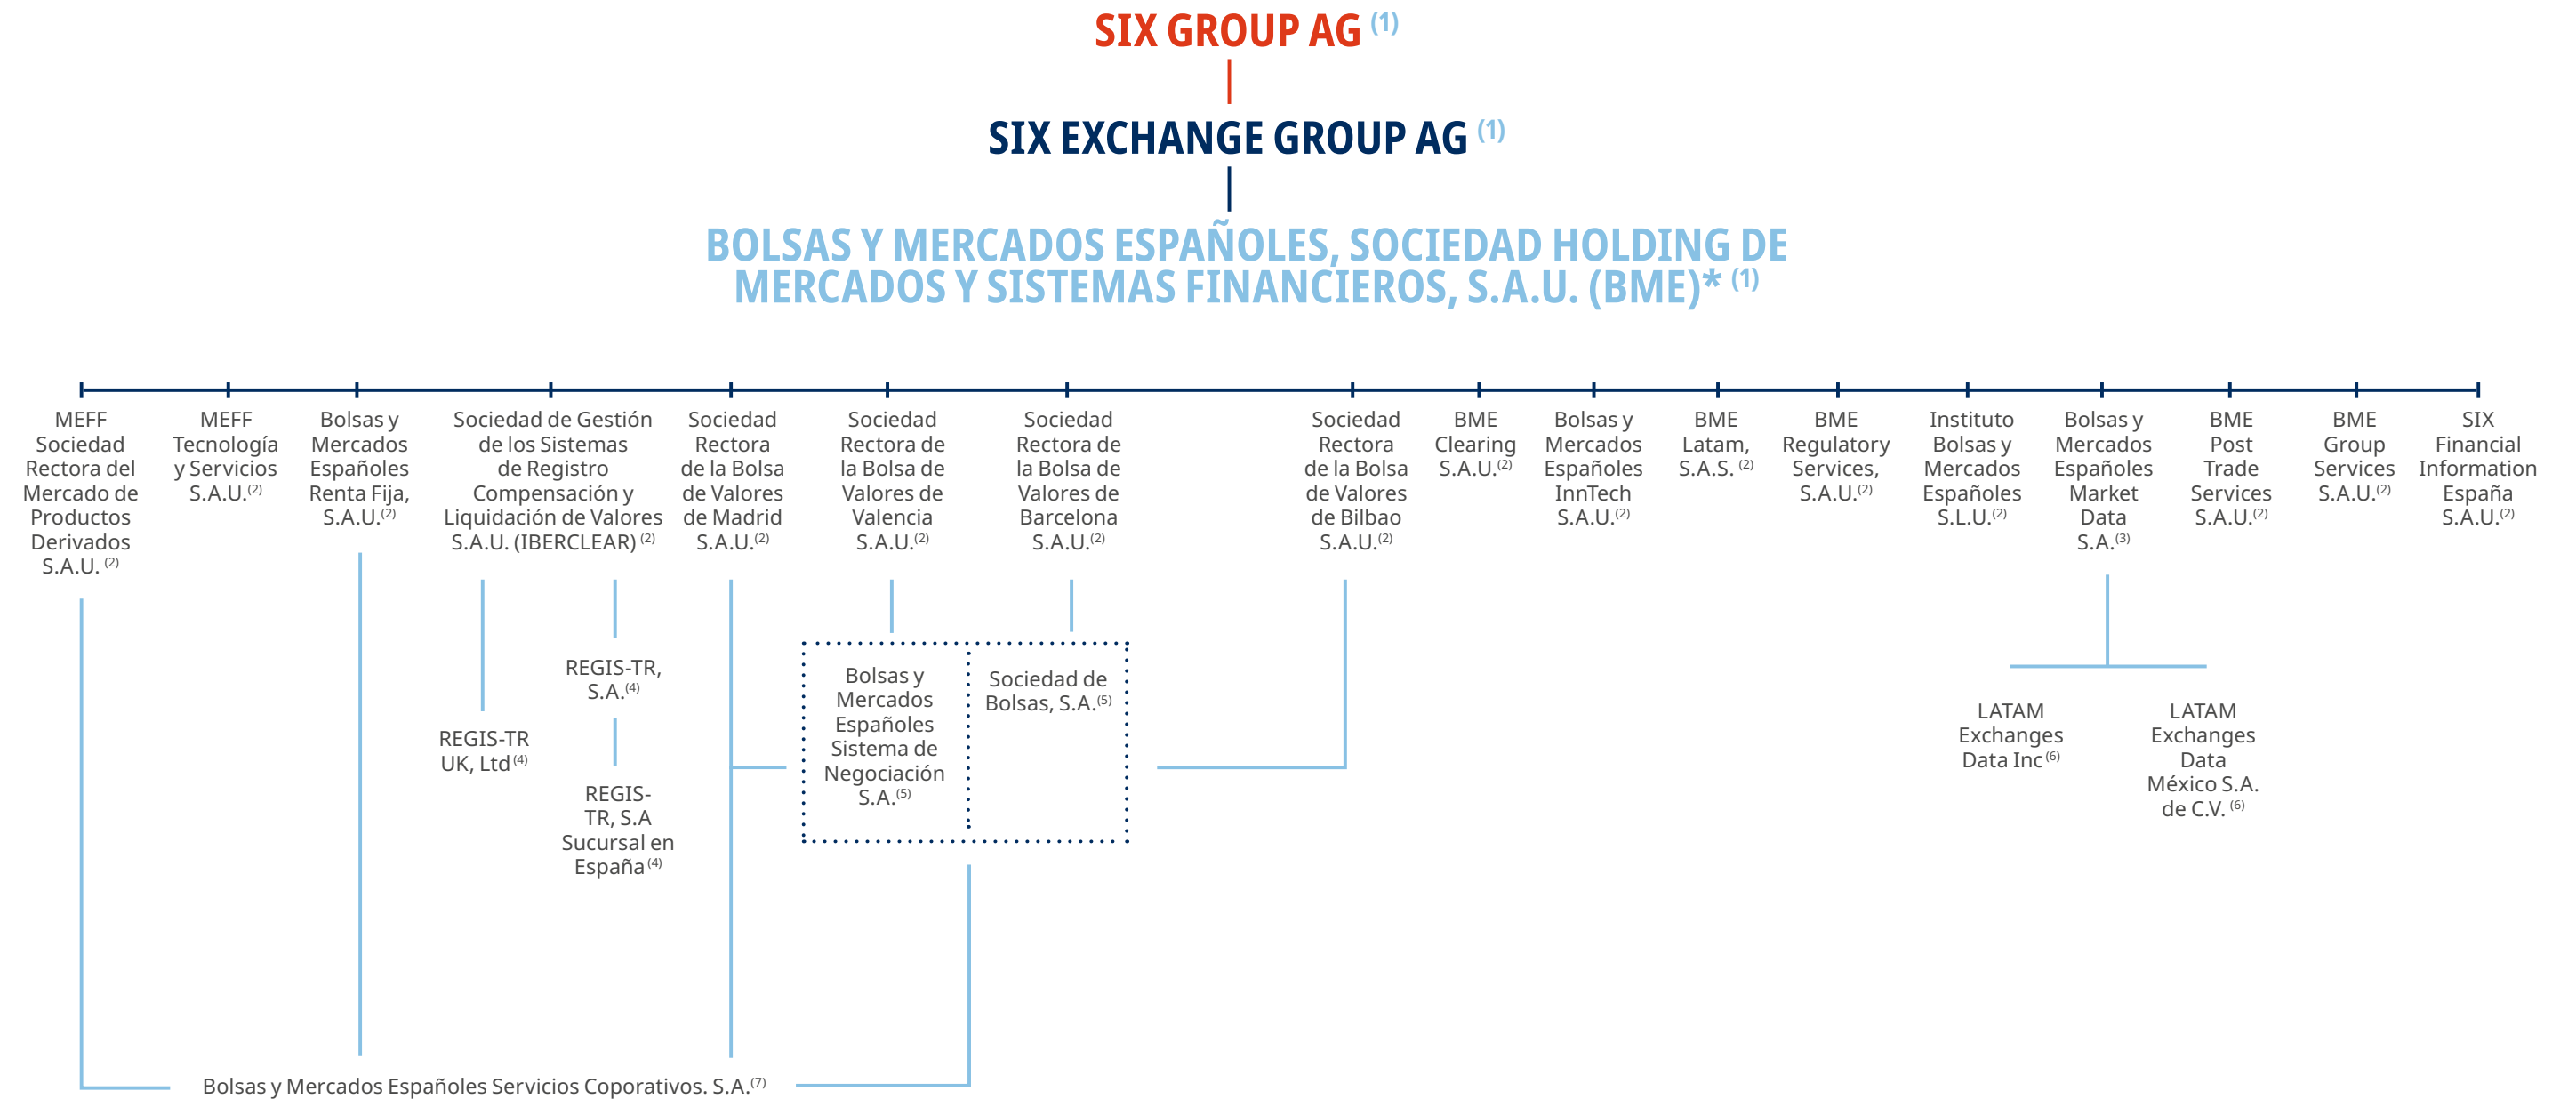 SIX GROUP AG (1)
SIX EXCHANGE GROUP AG (1)
BOLSAS Y MERCADOS ESPAÑOLES, SOCIEDAD HOLDING DE
MERCADOS Y SISTEMAS FINANCIEROS, S.A.U. (BME)* (1)
MEFF
Sociedad
Rectora del
Mercado de
Productos
Derivados
S.A.U. (2)
MEFF
Tecnología
y Servicios
S.A.U.(2)
Bolsas y
Mercados
Españoles
Renta Fija,
S.A.U.(2)
Sociedad de Gestión
de los Sistemas
de Registro
Compensación y
Liquidación de Valores
S.A.U. (IBERCLEAR) (2)
Sociedad
Rectora
de la Bolsa
de Valores
de Madrid
S.A.U.(2)
Sociedad
Rectora de
la Bolsa de
Valores de
Valencia
S.A.U.(2)
Sociedad
Rectora de
la Bolsa de
Valores de
Barcelona
S.A.U.(2)
Sociedad
Rectora
de la Bolsa
de Valores
de Bilbao
S.A.U.(2)
BME
Clearing
S.A.U.(2)
Bolsas y
Mercados
Españoles
InnTech
S.A.U.(2)
BME
Latam,
S.A.S. (2)
BME
Regulatory
Services,
S.A.U.(2)
Instituto
Bolsas y
Mercados
Españoles
S.L.U.(2)
Bolsas y
Mercados
Españoles
Market
Data
S.A.(3)
BME
Post
Trade
Services
S.A.U.(2)
BME
Group
Services
S.A.U.(2)
SIX
Financial
Information
España
S.A.U.(2)
REGIS-TR
UK, Ltd (4)
REGIS-TR,
S.A.(4)
REGIS-
TR, S.A
Sucursal en
España (4)
Bolsas y
Mercados
Españoles
Sistema de
Negociación
S.A.(5)
Sociedad de
Bolsas, S.A.(5)
LATAM
Exchanges
Data Inc (6)
LATAM
Exchanges
Data
México S.A.
de C.V. (6)
Bolsas y Mercados Españoles Servicios Coporativos. S.A.(7)